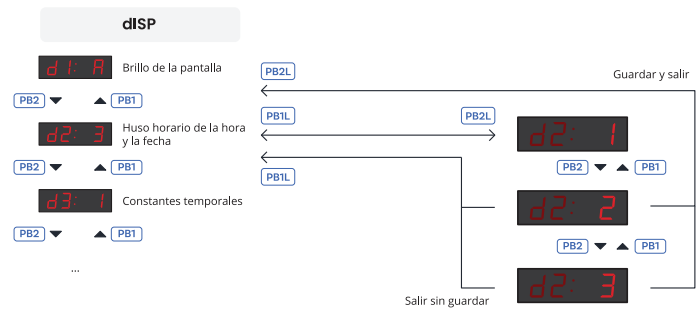 dISP
d1: A
Brillo de la pantalla
PB2L
Guardar y salir
PB2
PB1
PB1L
PB2L
d2: 3
Huso horario de la hora
y la fecha
d2: 1
PB2
PB1
PB2
PB1
PB1L
d3: 1
Constantes temporales
d2: 2
PB2
PB1
PB2
PB1
...
d2: 3
Salir sin guardar